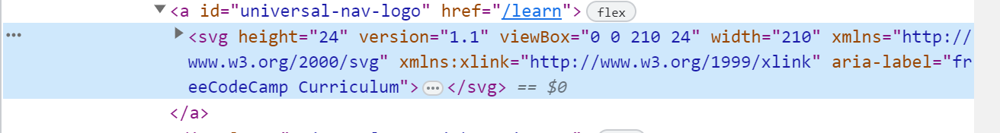 <a id="universal-nav-logo" href="/learn"> flex
<svg height="24" version="1.1" viewBox="0 0 210 24" width="210" xmlns="http://
www.w3.org/2000/svg" xmlns:xlink="http://www.w3.org/1999/xlink" aria-label="fr
eeCodeCamp Curriculum"> ••• </svg> == $0
</a>